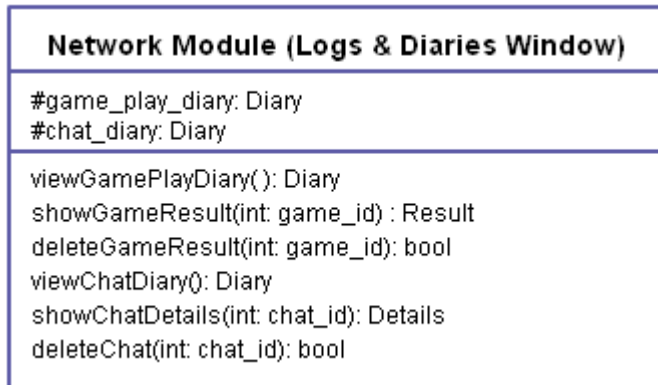 Network Module (Logs & Diaries Window)
#game_play_diary: Diary
#chat_diary: Diary
viewGamePlayDiary( ): Diary
showGameResult(int: game_id) : Result
deleteGameResult(int: game_id): bool
viewChatDiary(): Diary
showChatDetails(int: chat_id): Details
deleteChat(int: chat_id): bool